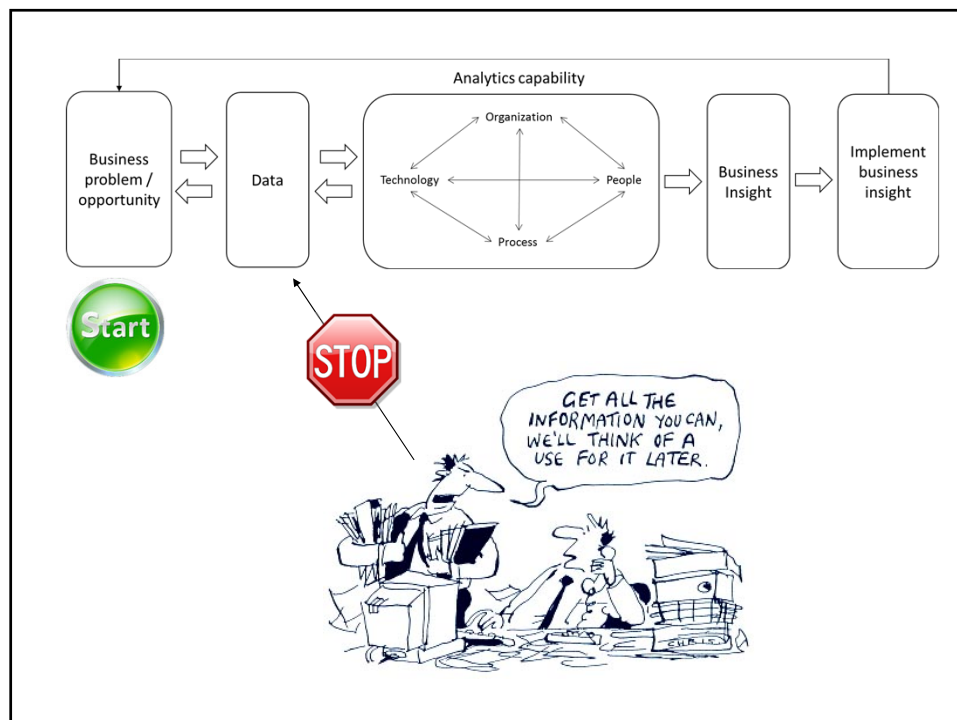 Analytics capability
Business
problem /
opportunity
Data
Organization
Technology
People
Process
Business
Insight
Implement
business
insight
Start
STOP
GET ALL THE
INFORMATION YOU CAN,
WE'LL THINK OF A
USE FOR IT LATER.